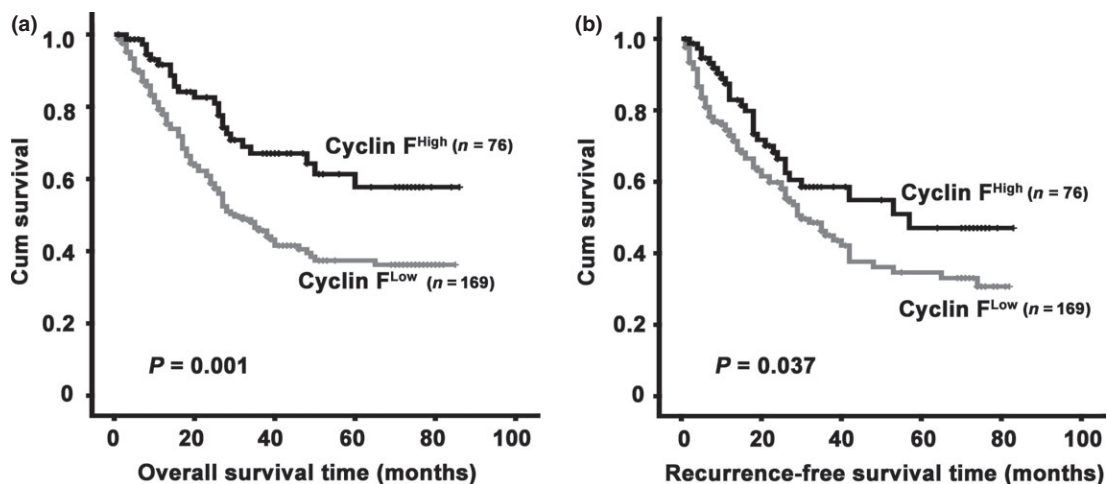 (a)
Cum survival
1.0
0.8
0.6
0.4
0.2
0
Cyclin F^High (n = 76)
Cyclin F^Low (n = 169)
P = 0.001
0 20 40 60 80 100
Overall survival time (months)
(b)
Cum survival
1.0
0.8
0.6
0.4
0.2
0
Cyclin F^High (n = 76)
Cyclin F^Low (n = 169)
P = 0.037
0 20 40 60 80 100
Recurrence-free survival time (months)